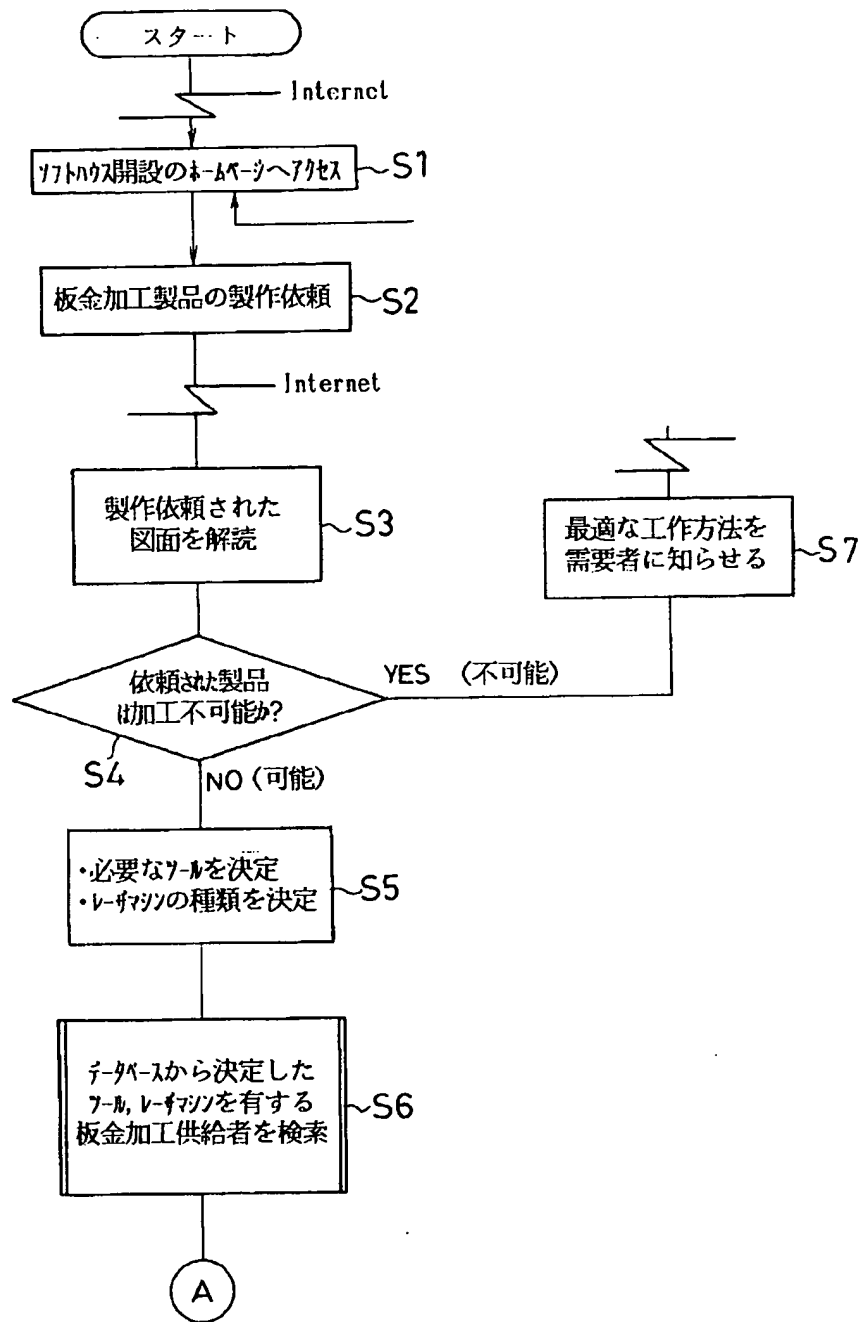 スタート
Internet
ソフトハウス開設のホームページへアクセス
S1
板金加工製品の製作依頼
S2
Internet
製作依頼された
図面を解読
S3
最適な工作方法を
需要者に知らせる
S7
依頼された製品
は加工不可能か?
YES (不可能)
S4
NO (可能)
・必要なツールを決定
・レーザマシンの種類を決定
S5
データベースから決定した
ツール,レーザマシンを有する
板金加工供給者を検索
S6
A